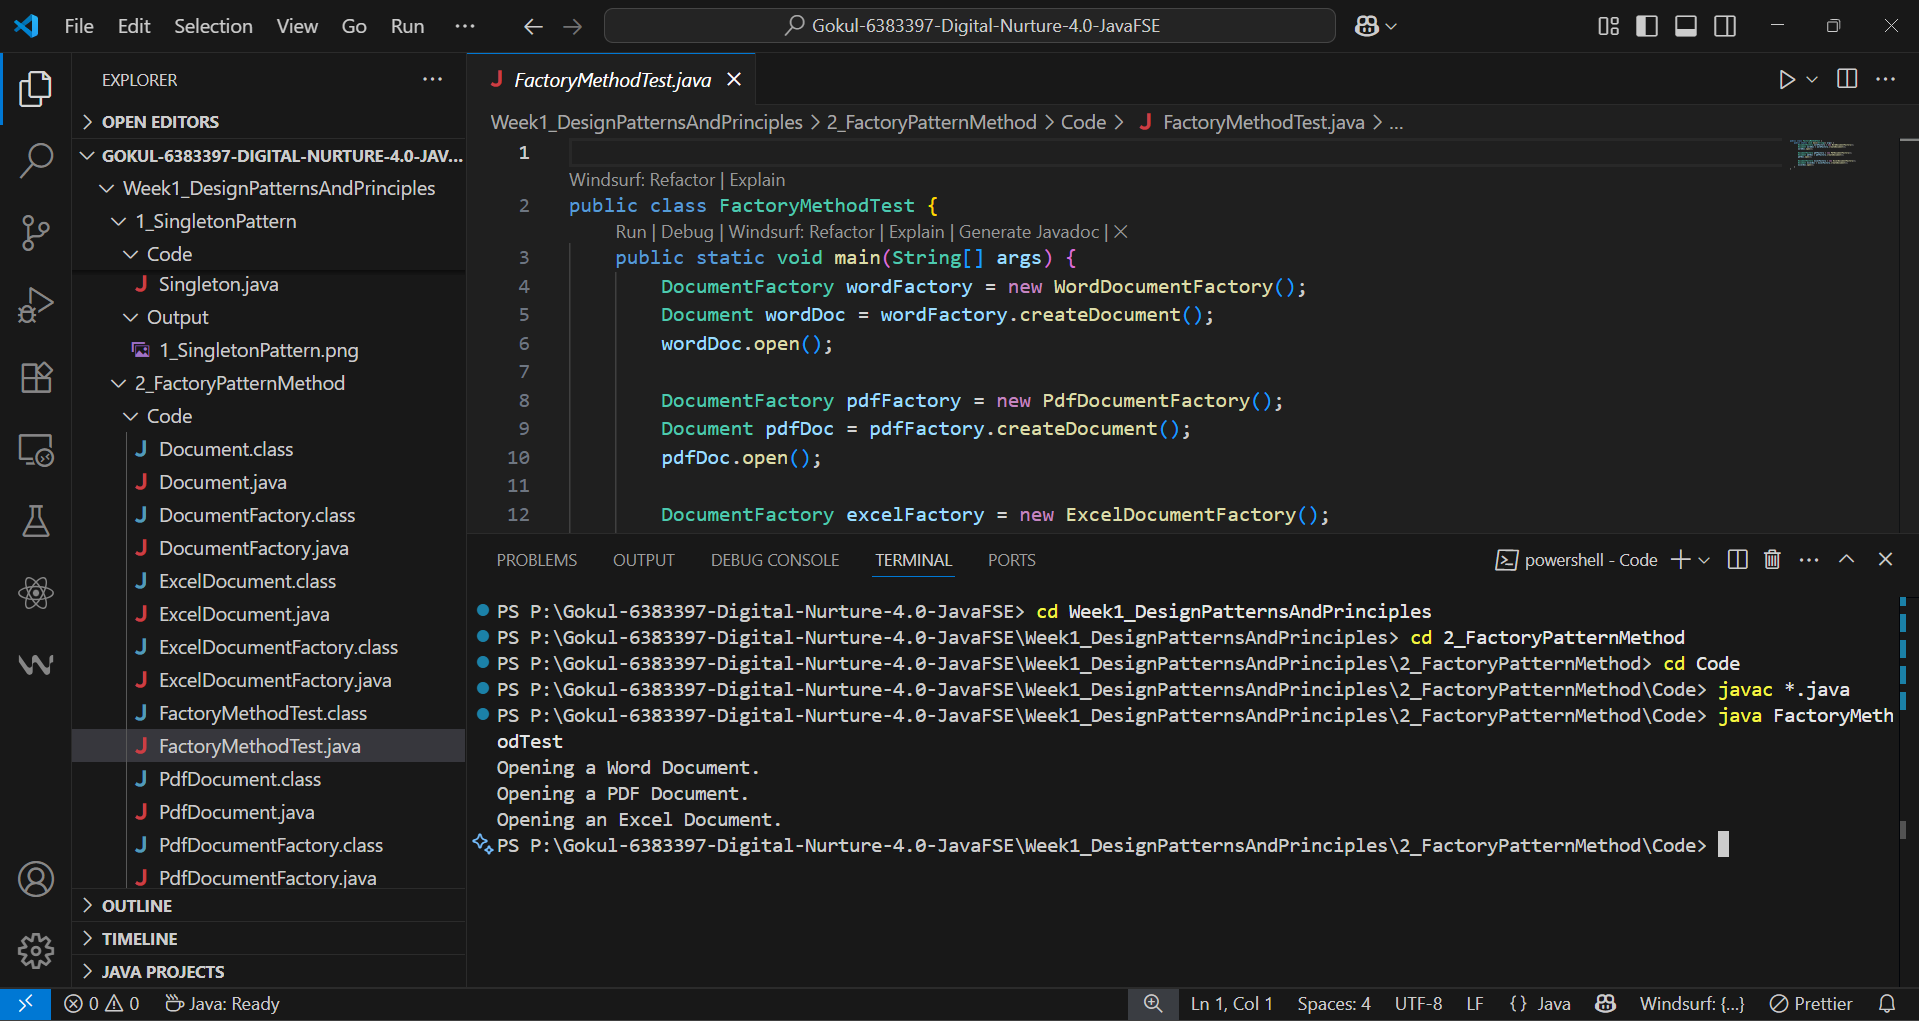 File Edit Selection View Go Run ···
Gokul-6383397-Digital-Nurture-4.0-JavaFSE
EXPLORER
OPEN EDITORS
GOKUL-6383397-DIGITAL-NURTURE-4.0-JAV...
Week1_DesignPatternsAndPrinciples
1_SingletonPattern
Code
J Singleton.java
Output
1_SingletonPattern.png
2_FactoryPatternMethod
Code
J Document.class
J Document.java
J DocumentFactory.class
J DocumentFactory.java
J ExcelDocument.class
J ExcelDocument.java
J ExcelDocumentFactory.class
J ExcelDocumentFactory.java
J FactoryMethodTest.class
J FactoryMethodTest.java
J PdfDocument.class
J PdfDocument.java
J PdfDocumentFactory.class
J PdfDocumentFactory.java
OUTLINE
TIMELINE
JAVA PROJECTS
J FactoryMethodTest.java
Week1_DesignPatternsAndPrinciples > 2_FactoryPatternMethod > Code > J FactoryMethodTest.java > ...
1
Windsurf: Refactor | Explain
2 public class FactoryMethodTest {
Run | Debug | Windsurf: Refactor | Explain | Generate Javadoc | ×
3 public static void main(String[] args) {
4 DocumentFactory wordFactory = new WordDocumentFactory();
5 Document wordDoc = wordFactory.createDocument();
6 wordDoc.open();
7
8 DocumentFactory pdfFactory = new PdfDocumentFactory();
9 Document pdfDoc = pdfFactory.createDocument();
10 pdfDoc.open();
11
12 DocumentFactory excelFactory = new ExcelDocumentFactory();
PROBLEMS OUTPUT DEBUG CONSOLE TERMINAL PORTS
powershell - Code
PS P:\Gokul-6383397-Digital-Nurture-4.0-JavaFSE> cd Week1_DesignPatternsAndPrinciples
PS P:\Gokul-6383397-Digital-Nurture-4.0-JavaFSE\Week1_DesignPatternsAndPrinciples> cd 2_FactoryPatternMethod
PS P:\Gokul-6383397-Digital-Nurture-4.0-JavaFSE\Week1_DesignPatternsAndPrinciples\2_FactoryPatternMethod> cd Code
PS P:\Gokul-6383397-Digital-Nurture-4.0-JavaFSE\Week1_DesignPatternsAndPrinciples\2_FactoryPatternMethod\Code> javac *.java
PS P:\Gokul-6383397-Digital-Nurture-4.0-JavaFSE\Week1_DesignPatternsAndPrinciples\2_FactoryPatternMethod\Code> java FactoryMeth
odTest
Opening a Word Document.
Opening a PDF Document.
Opening an Excel Document.
PS P:\Gokul-6383397-Digital-Nurture-4.0-JavaFSE\Week1_DesignPatternsAndPrinciples\2_FactoryPatternMethod\Code>
0 0 Java: Ready
Ln 1, Col 1 Spaces: 4 UTF-8 LF {} Java Windsurf: {...} Prettier